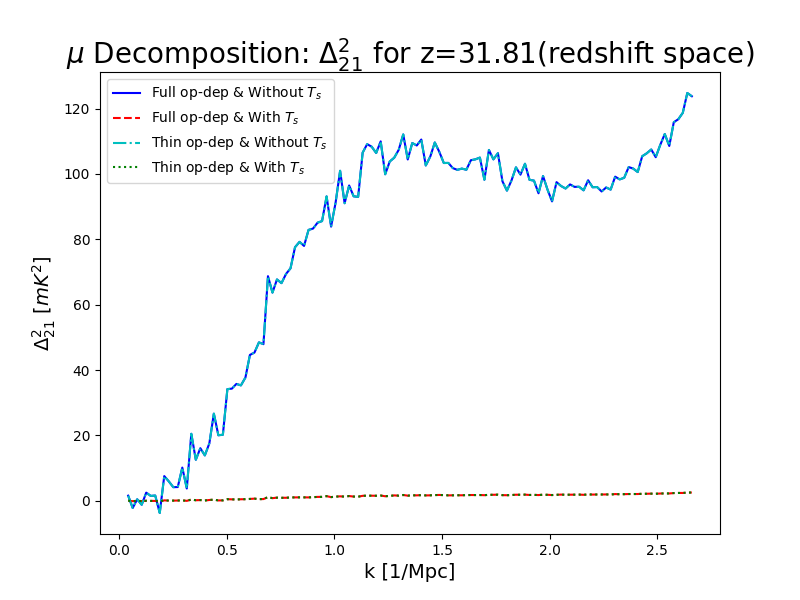 μ Decomposition: Δ²₂₁ for z=31.81(redshift space)
Full op-dep & Without Tₛ
Full op-dep & With Tₛ
Thin op-dep & Without Tₛ
Thin op-dep & With Tₛ
120
100
80
60
40
20
0
Δ²₂₁ [mK²]
0.0 0.5 1.0 1.5 2.0 2.5
k [1/Mpc]